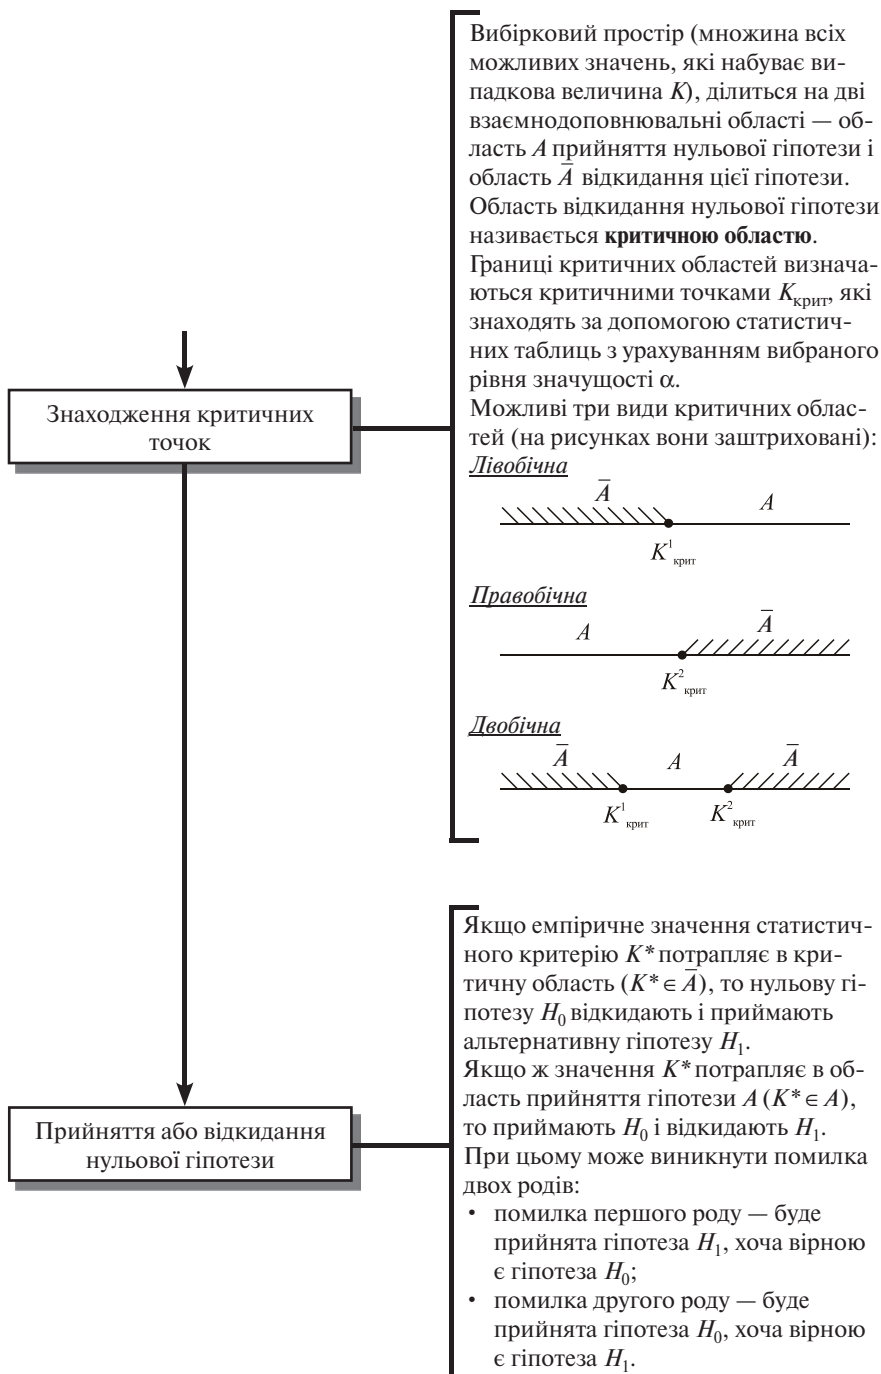 Вибірковий простір (множина всіх
можливих значень, які набуває ви-
падкова величина K), ділиться на дві
взаємнодоповнювальні області — об-
ласть A прийняття нульової гіпотези і
область Ā відкидання цієї гіпотези.
Область відкидання нульової гіпотези
називається критичною областю.
Границі критичних областей визнача-
ються критичними точками Kкрит, які
знаходять за допомогою статистич-
них таблиць з урахуванням вибраного
рівня значущості α.
Можливі три види критичних облас-
тей (на рисунках вони заштриховані):
Знаходження критичних
точок
Лівобічна
Ā A
K¹крит
Правобічна
A Ā
K²крит
Двобічна
Ā A Ā
K¹крит K²крит
Якщо емпіричне значення статистич-
ного критерію K* потрапляє в кри-
тичну область (K* ∈ Ā), то нульову гі-
потезу H₀ відкидають і приймають
альтернативну гіпотезу H₁.
Якщо ж значення K* потрапляє в об-
ласть прийняття гіпотези A (K* ∈ A),
то приймають H₀ і відкидають H₁.
При цьому може виникнути помилка
двох родів:
• помилка першого роду — буде
прийнята гіпотеза H₁, хоча вірною
є гіпотеза H₀;
• помилка другого роду — буде
прийнята гіпотеза H₀, хоча вірною
є гіпотеза H₁.
Прийняття або відкидання
нульової гіпотези